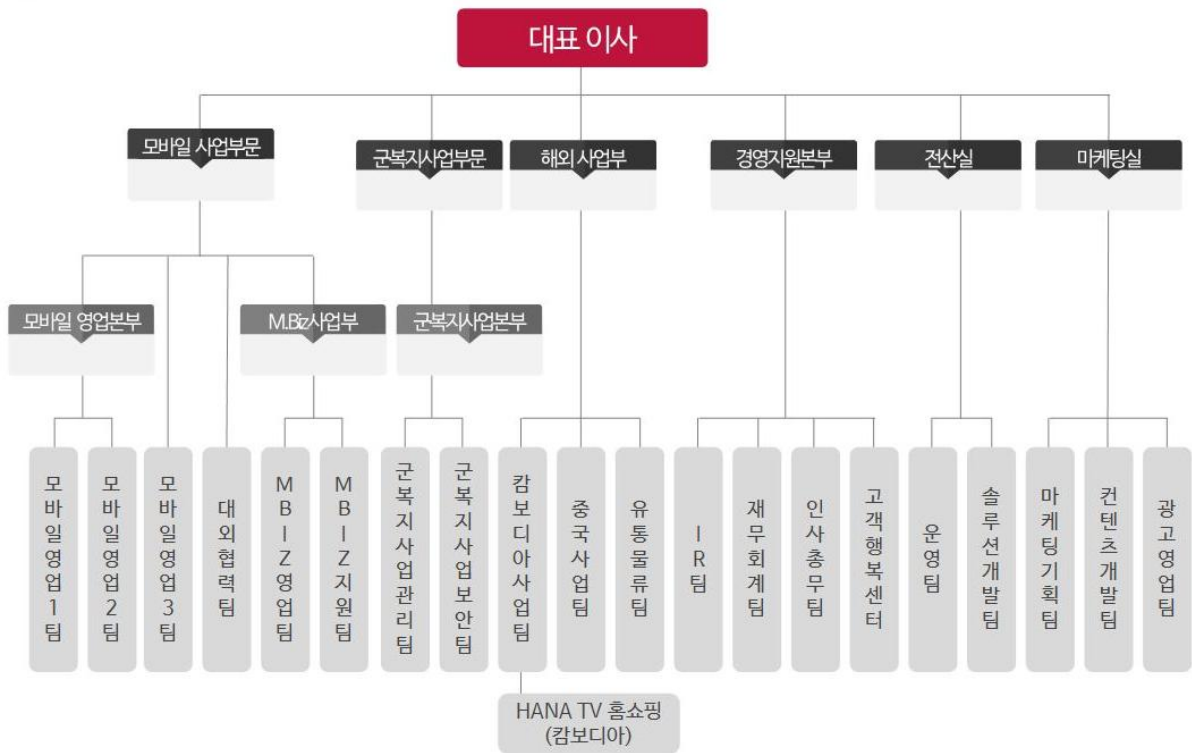 대표 이사
모바일 사업부문
군복지사업부문
해외 사업부
경영지원본부
전산실
마케팅실
모바일 영업본부
M.Biz사업부
군복지사업본부
모바일영업1팀
모바일영업2팀
모바일영업3팀
대외협력팀
MBIZ영업팀
MBIZ지원팀
군복지사업관리팀
군복지사업보안팀
캄보디아사업팀
중국사업팀
유통물류팀
IR팀
재무회계팀
인사총무팀
고객행복센터
운영팀
솔루션개발팀
마케팅기획팀
컨텐츠개발팀
광고영업팀
HANA TV 홈쇼핑
(캄보디아)